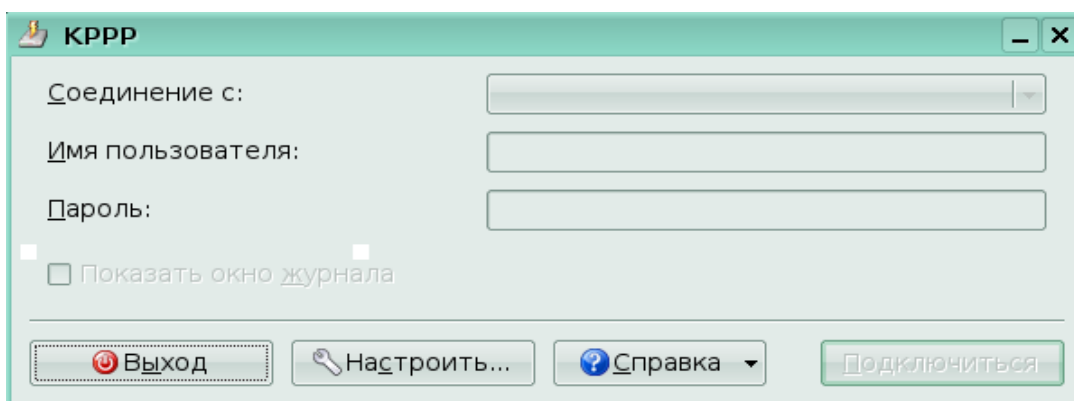 KPPP
Соединение с:
Имя пользователя:
Пароль:
Показать окно журнала
Выход Настроить... Справка Подключиться